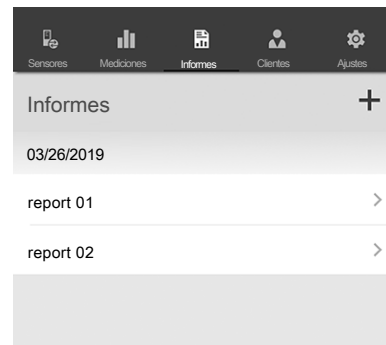 Sensores Mediciones Informes Clientes Ajustes
Informes +
03/26/2019
report 01
report 02